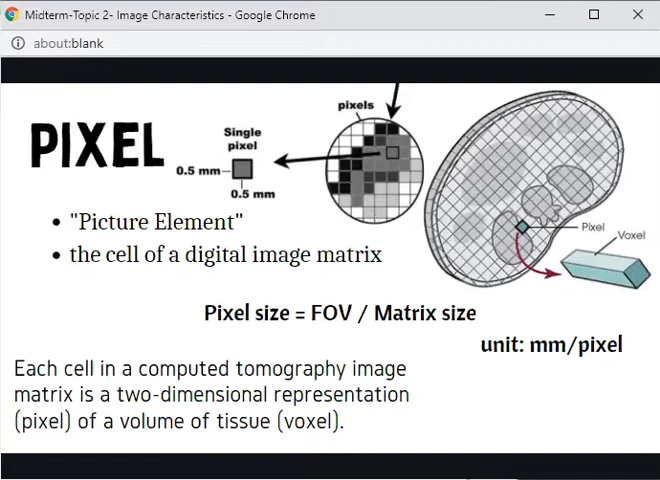 Midterm-Topic 2- Image Characteristics - Google Chrome
about:blank
PIXEL
Single
pixel
0.5 mm
0.5 mm
pixels
Pixel
Voxel
• "Picture Element"
• the cell of a digital image matrix
Pixel size = FOV / Matrix size
unit: mm/pixel
Each cell in a computed tomography image
matrix is a two-dimensional representation
(pixel) of a volume of tissue (voxel).